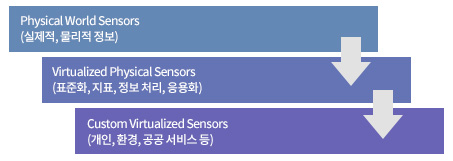 Physical World Sensors
(실제적, 물리적 정보)
Virtualized Physical Sensors
(표준화, 지표, 정보 처리, 응용화)
Custom Virtualized Sensors
(개인, 환경, 공공 서비스 등)